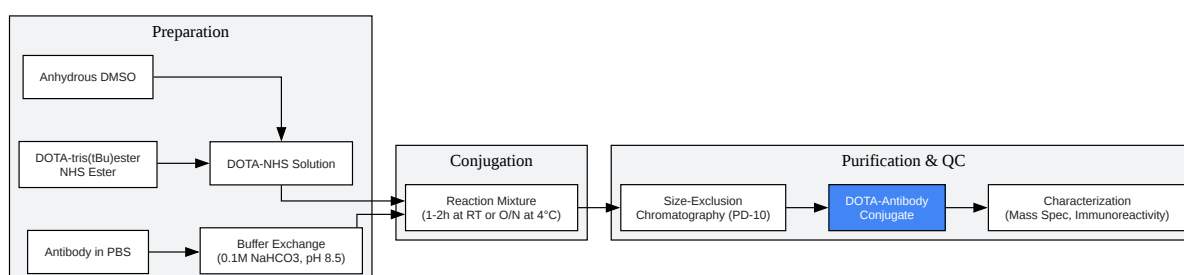 Preparation
Anhydrous DMSO
DOTA-tris(tBu)ester
NHS Ester
DOTA-NHS Solution
Antibody in PBS
Buffer Exchange
(0.1M NaHCO3, pH 8.5)
Conjugation
Reaction Mixture
(1-2h at RT or O/N at 4°C)
Purification & QC
Size-Exclusion
Chromatography (PD-10)
DOTA-Antibody
Conjugate
Characterization
(Mass Spec, Immunoreactivity)